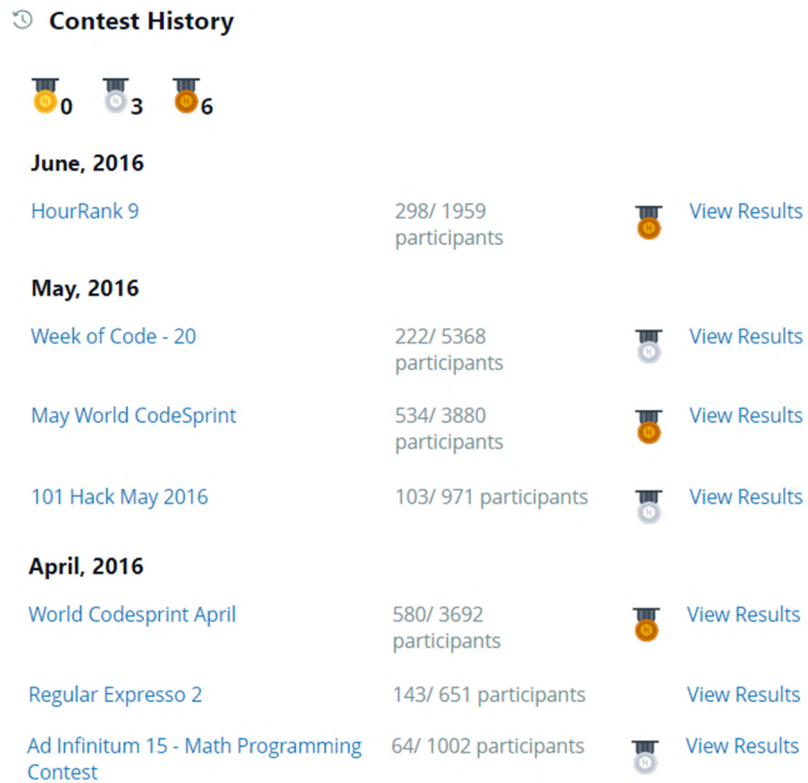 Contest History
0 3 6
June, 2016
HourRank 9 298/ 1959 View Results
participants
May, 2016
Week of Code - 20 222/ 5368 View Results
participants
May World CodeSprint 534/ 3880 View Results
participants
101 Hack May 2016 103/ 971 participants View Results
April, 2016
World Codesprint April 580/ 3692 View Results
participants
Regular Expresso 2 143/ 651 participants View Results
Ad Infinitum 15 - Math Programming 64/ 1002 participants View Results
Contest